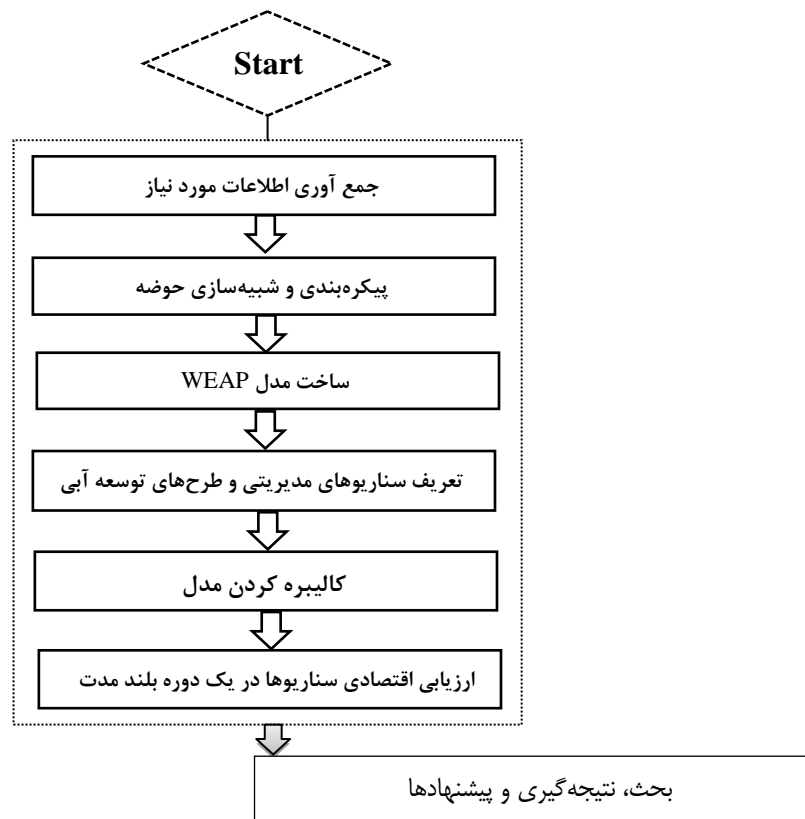 Start
جمع آوری اطلاعات مورد نیاز
پیکره‌بندی و شبیه‌سازی حوضه
ساخت مدل WEAP
تعریف سناریوهای مدیریتی و طرح‌های توسعه آبی
کالیبره کردن مدل
ارزیابی اقتصادی سناریوها در یک دوره بلند مدت
بحث، نتیجه‌گیری و پیشنهادها